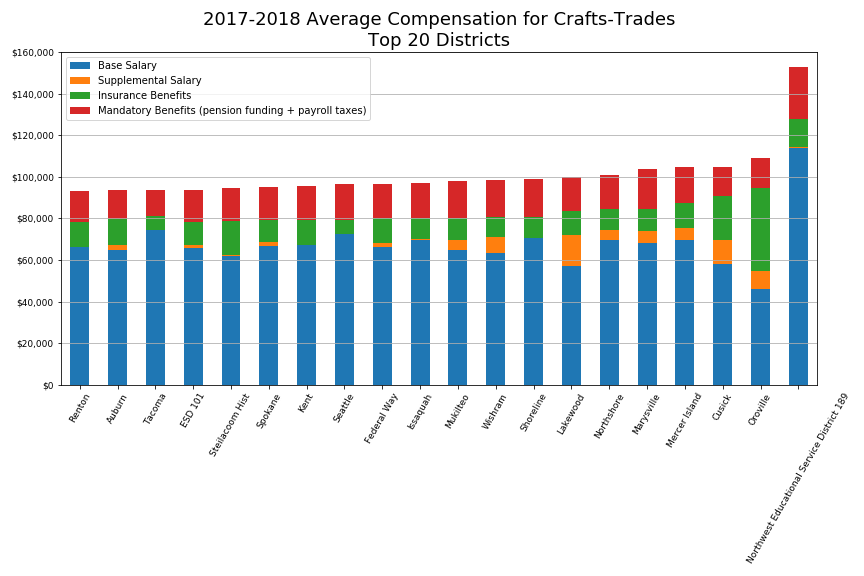 2017-2018 Average Compensation for Crafts-Trades
Top 20 Districts
$160,000
$140,000
$120,000
$100,000
$80,000
$60,000
$40,000
$20,000
$0
Base Salary
Supplemental Salary
Insurance Benefits
Mandatory Benefits (pension funding + payroll taxes)
Renton
Auburn
Tacoma
ESD 101
Steilacoom Hist
Spokane
Kent
Seattle
Federal Way
Issaquah
Mukilteo
Wishram
Shoreline
Lakewood
Northshore
Marysville
Mercer Island
Cusick
Oroville
Northwest Educational Service District 189